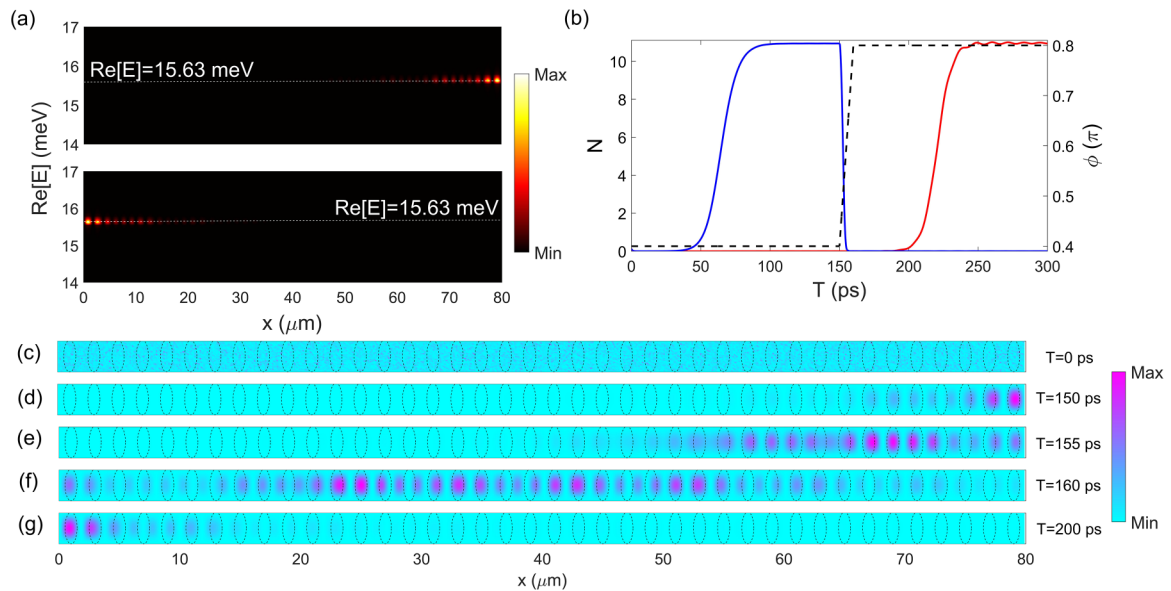 (a)
17
16
15
14
Re[E]=15.63 meV
Max
Min
17
16
15
14
Re[E]=15.63 meV
Re[E] (meV)
0 10 20 30 40 50 60 70 80
x (μm)
(b)
10
8
6
4
2
0
N
0.8
0.7
0.6
0.5
0.4
ϕ (π)
0 50 100 150 200 250 300
T (ps)
(c) T=0 ps
(d) T=150 ps
(e) T=155 ps
(f) T=160 ps
(g) T=200 ps
Max
Min
0 10 20 30 40 50 60 70 80
x (μm)